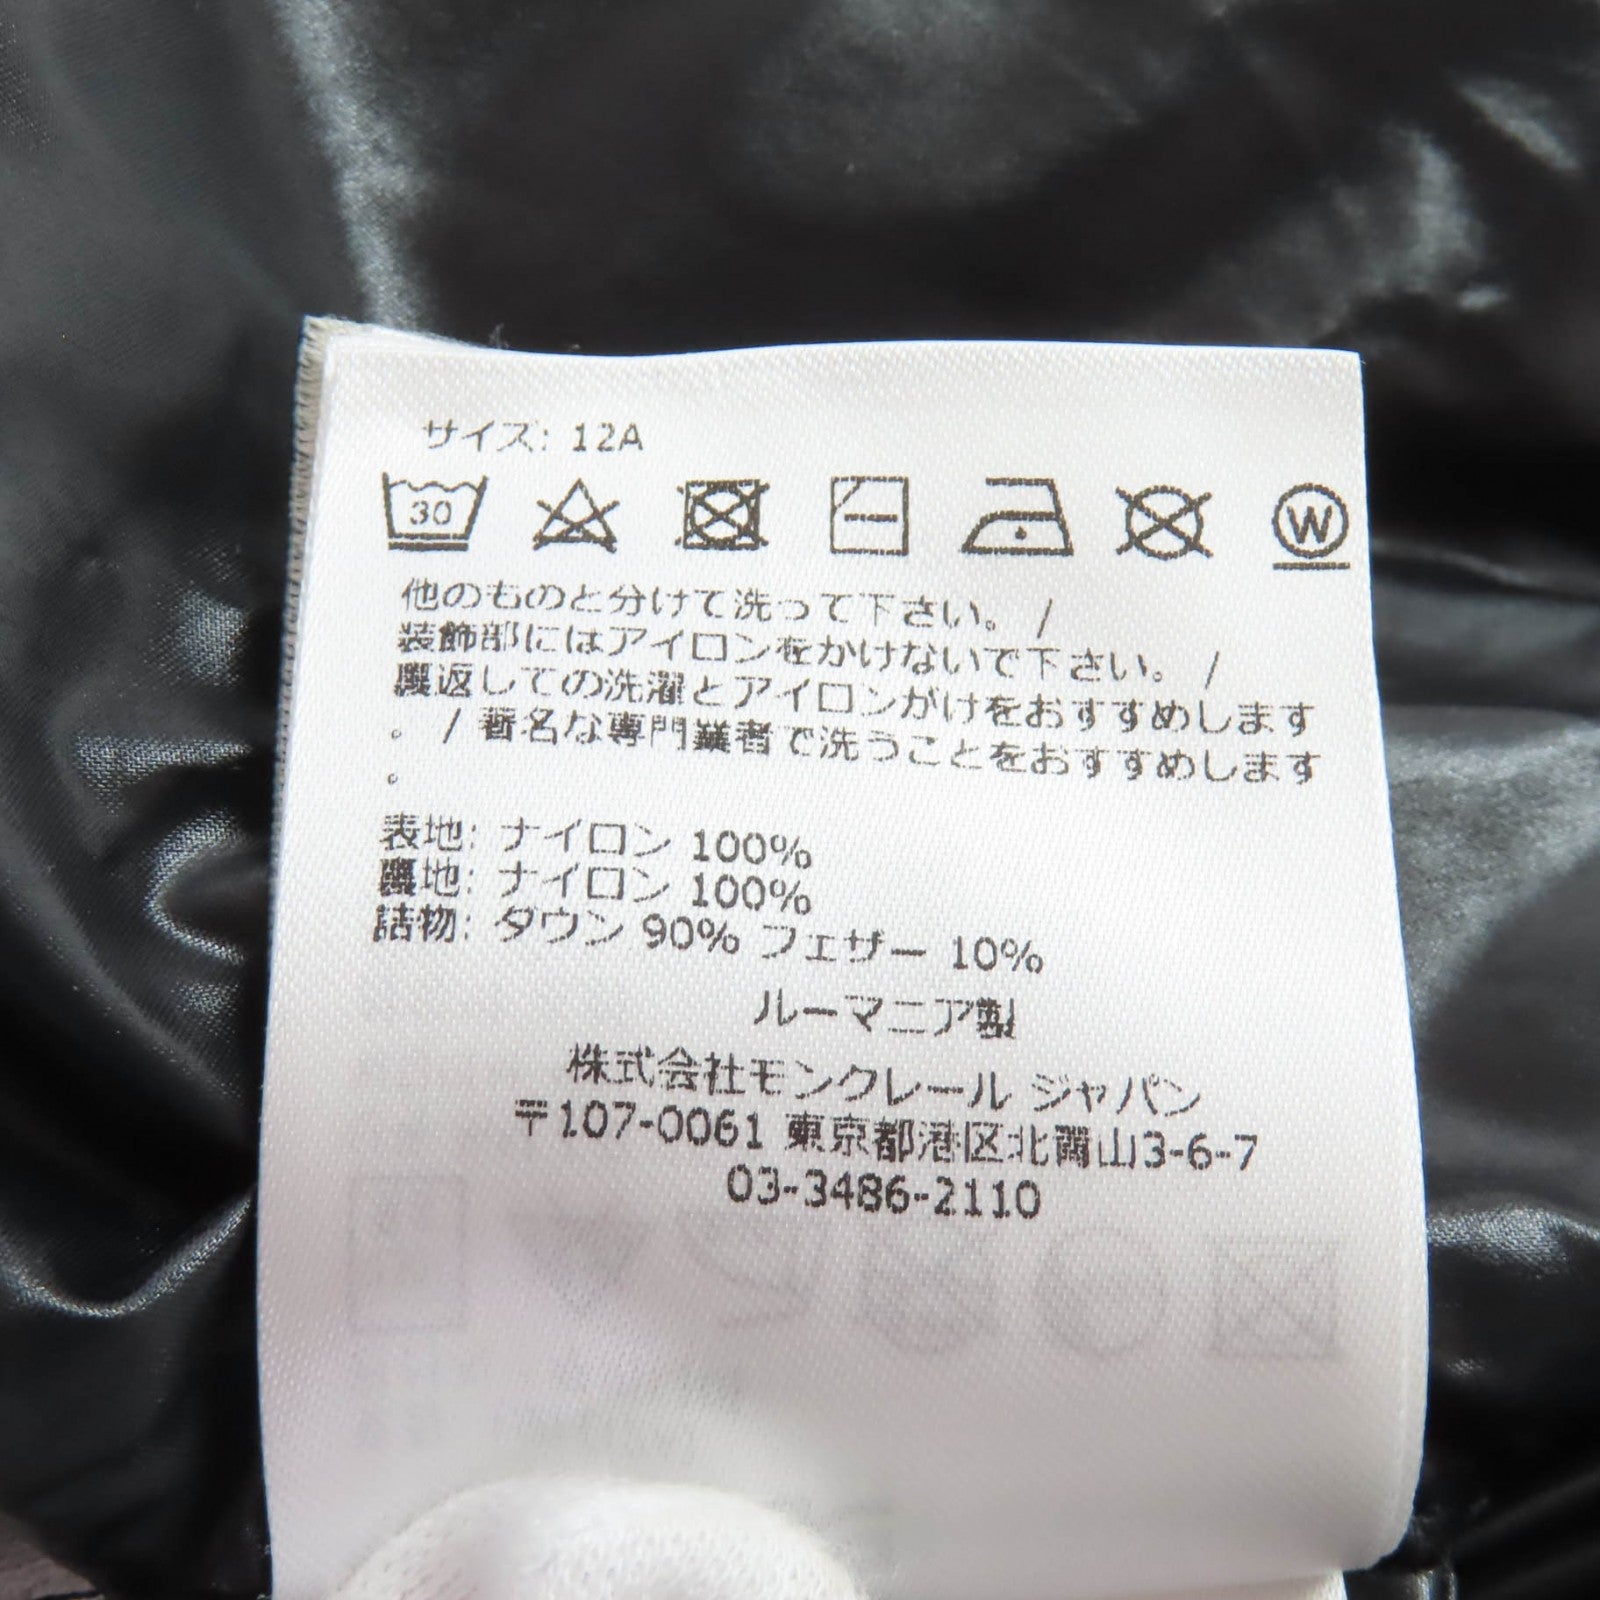 サイズ: 12A
30 W
他のものと分けて洗って下さい。 /
装飾部にはアイロンをかけないで下さい。 /
裏返しての洗濯とアイロンがけをおすすめします
。 / 著名な専門業者で洗うことをおすすめします
。
表地: ナイロン 100%
裏地: ナイロン 100%
詰物: ダウン 90% フェザー 10%
ルーマニア製
株式会社モンクレール ジャパン
〒107-0061 東京都港区北青山3-6-7
03-3486-2110